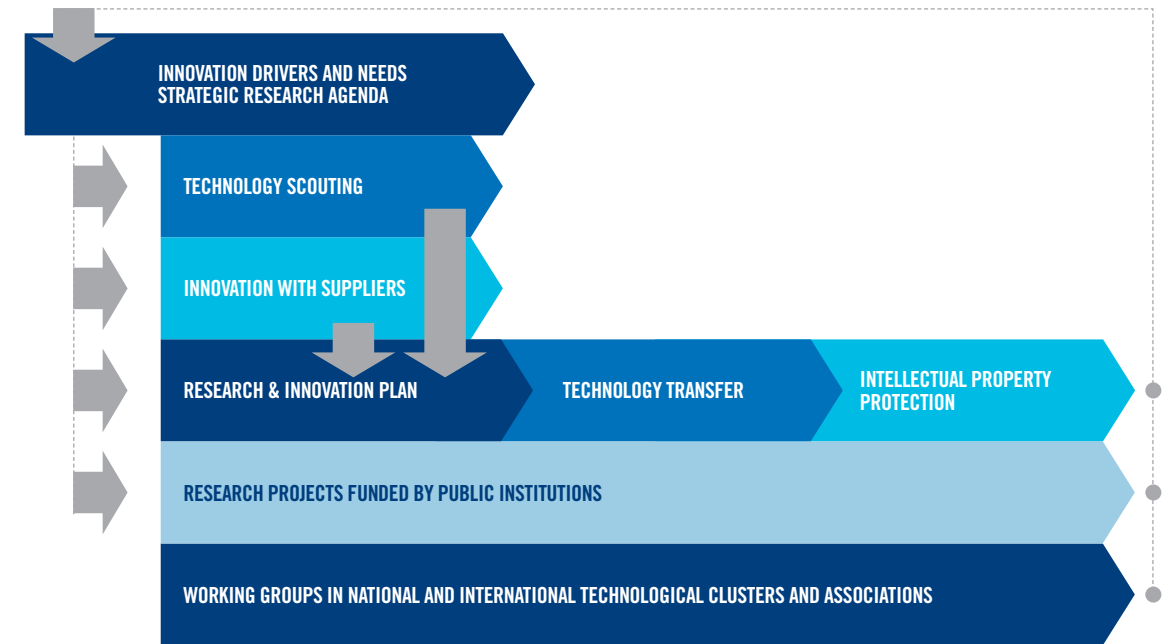 INNOVATION DRIVERS AND NEEDS
STRATEGIC RESEARCH AGENDA
TECHNOLOGY SCOUTING
INNOVATION WITH SUPPLIERS
RESEARCH & INNOVATION PLAN
TECHNOLOGY TRANSFER
INTELLECTUAL PROPERTY
PROTECTION
RESEARCH PROJECTS FUNDED BY PUBLIC INSTITUTIONS
WORKING GROUPS IN NATIONAL AND INTERNATIONAL TECHNOLOGICAL CLUSTERS AND ASSOCIATIONS